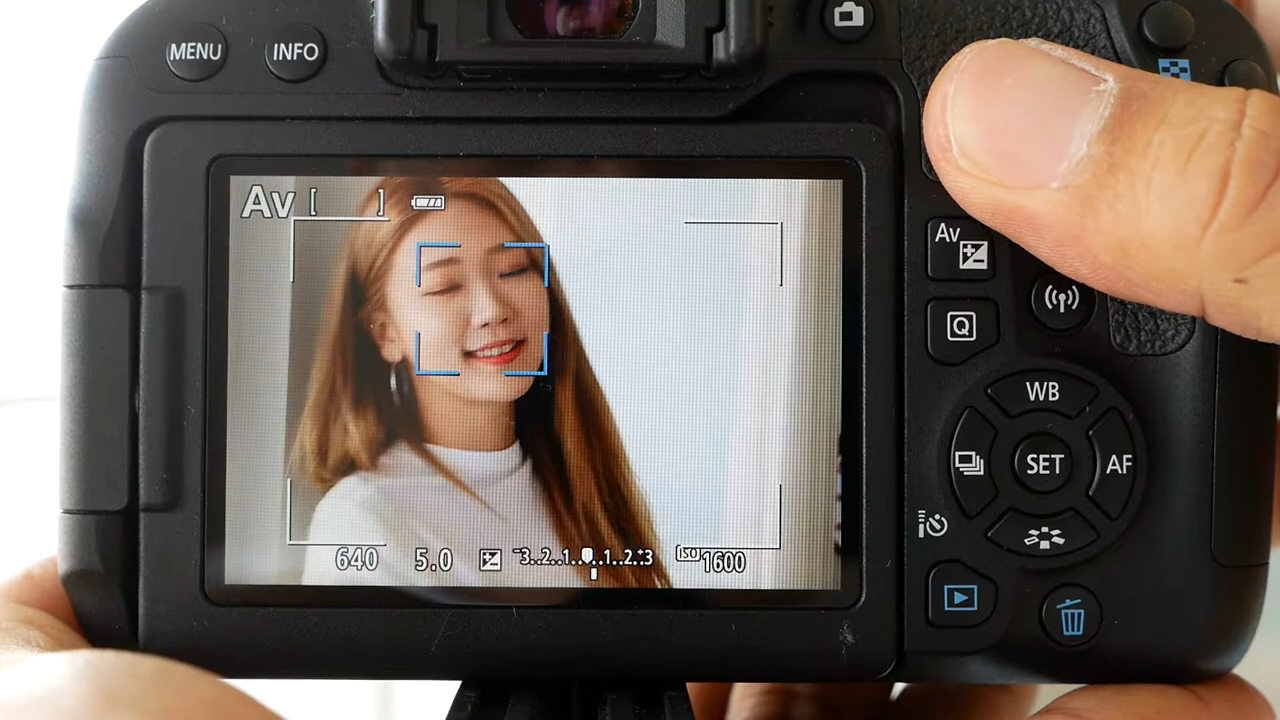 MENU
INFO
Av [ ]
Av
Q
WB
SET
AF
640 5.0 -3..2..1..0..1..2.:+3 ISO 1600